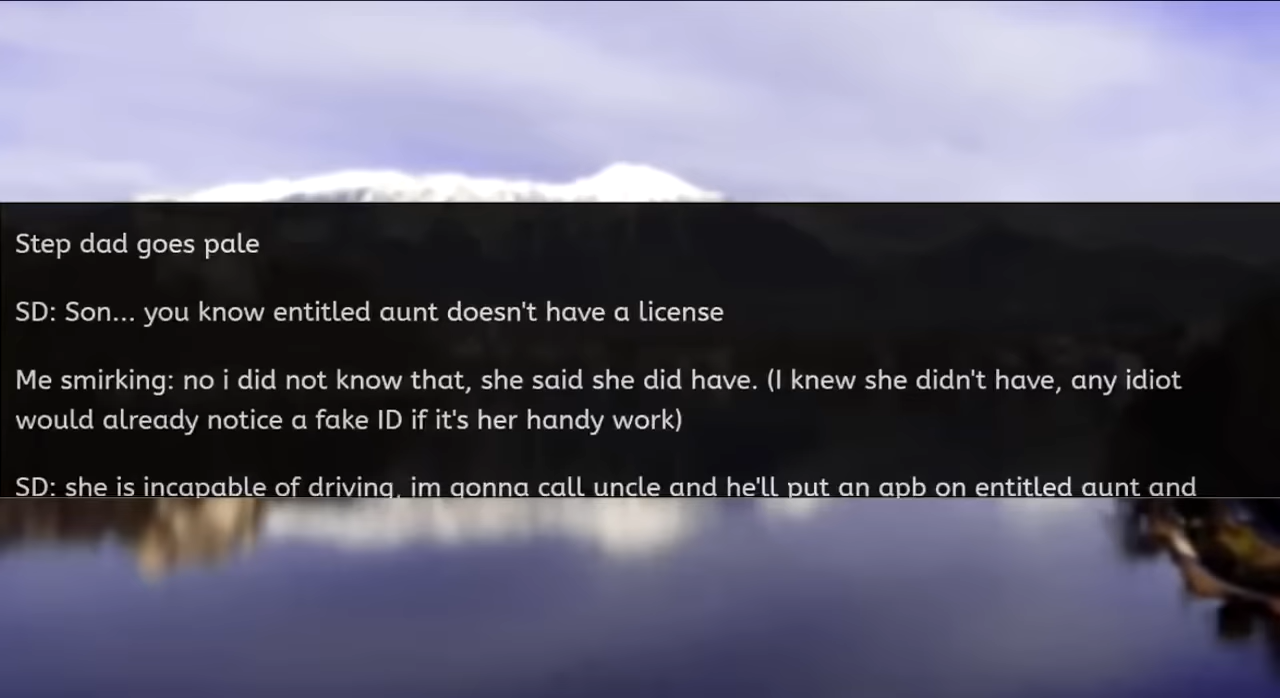 Step dad goes pale
SD: Son... you know entitled aunt doesn't have a license
Me smirking: no i did not know that, she said she did have. (I knew she didn't have, any idiot
would already notice a fake ID if it's her handy work)
SD: she is incapable of driving, im gonna call uncle and he'll put an apb on entitled aunt and